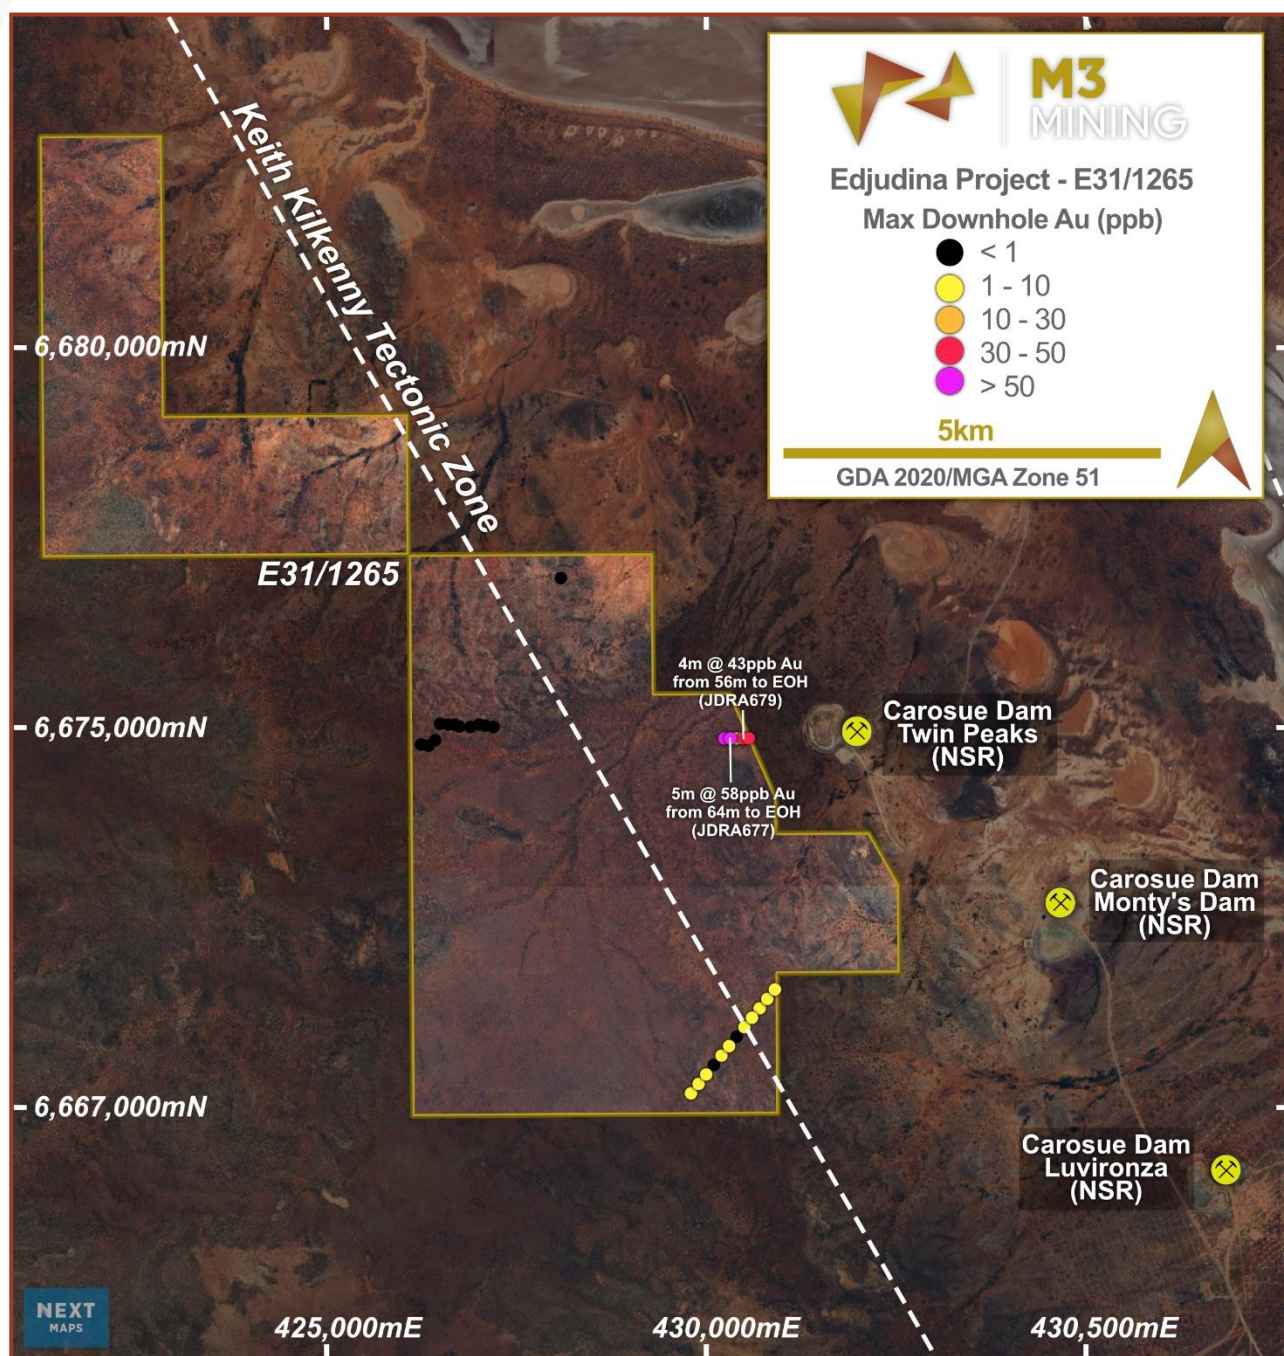 M3
MINING
Edjudina Project - E31/1265
Max Downhole Au (ppb)
< 1
1 - 10
10 - 30
30 - 50
> 50
5km
GDA 2020/MGA Zone 51
Keith Kilkenny Tectonic Zone
6,680,000mN
E31/1265
4m @ 43ppb Au
from 56m to EOH
(JDRA679)
6,675,000mN
Carosue Dam
Twin Peaks
(NSR)
5m @ 58ppb Au
from 64m to EOH
(JDRA677)
Carosue Dam
Monty's Dam
(NSR)
6,667,000mN
Carosue Dam
Luvironza
(NSR)
NEXT
MAPS
425,000mE
430,000mE
430,500mE